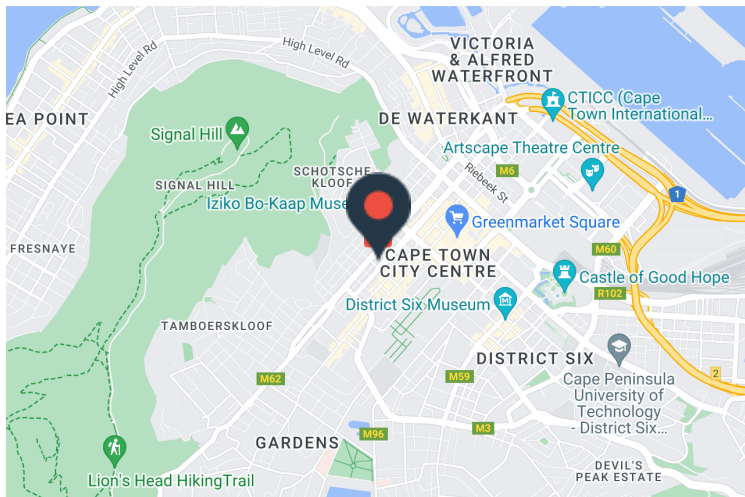 High Level Rd
High Level Rd
VICTORIA
& ALFRED
WATERFRONT
CTICC (Cape
Town International...
EA POINT
DE WATERKANT
Signal Hill
Artscape Theatre Centre
M6
SCHOTSCHE
KLOOF
Riebeek St
SIGNAL HILL
1
Iziko Bo-Kaap Muse
Greenmarket Square
FRESNAYE
M60
CAPE TOWN
CITY CENTRE
Castle of Good Hope
R102
District Six Museum
TAMBOERSKLOOF
DISTRICT SIX
M62
M59
2
Cape Peninsula
University of
Technology
- District Six...
M96
M3
GARDENS
DEVIL'S
PEAK ESTATE
Lion's Head HikingTrail